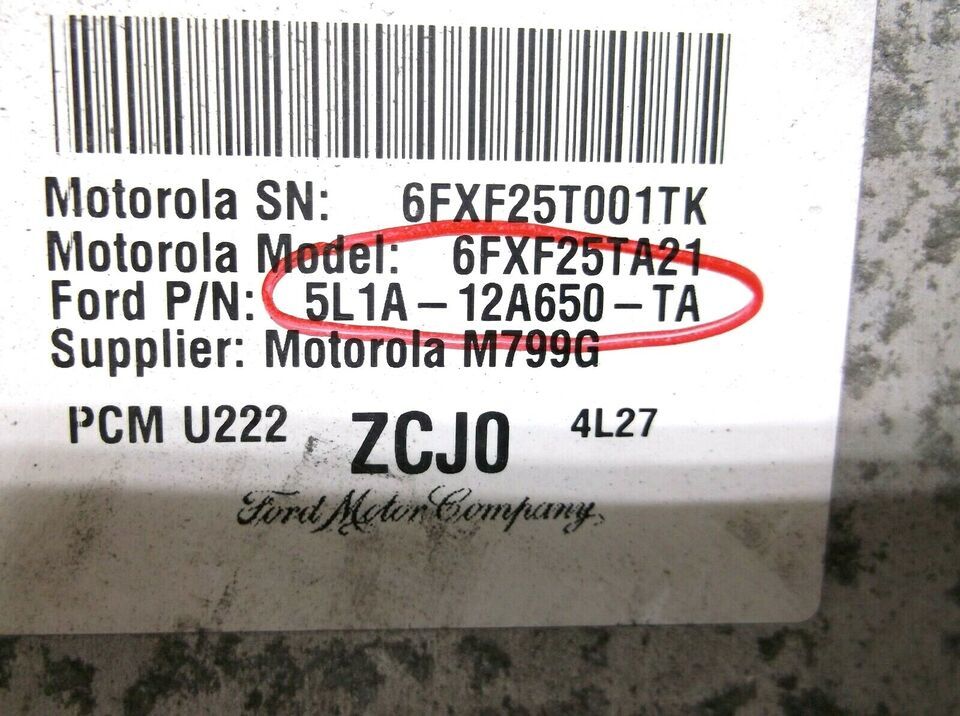 Motorola SN: 6FXF25T001TK
Motorola Model: 6FXF25TA21
Ford P/N: 5L1A-12A650-TA
Supplier: Motorola M799G
PCM U222 ZCJ0 4L27
Ford Motor Company